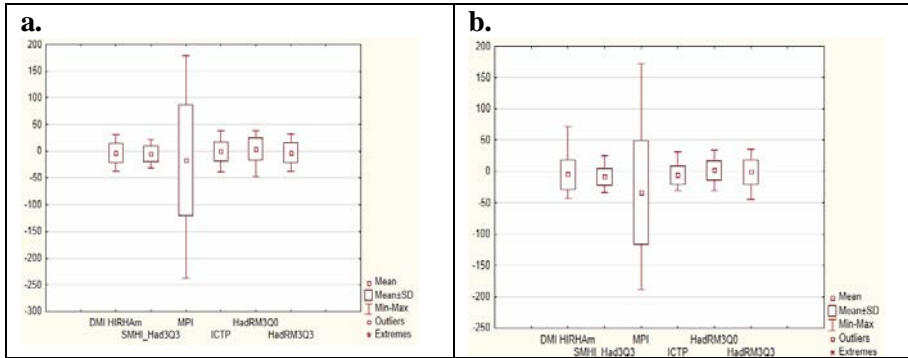 a.
200
150
100
50
0
-50
-100
-150
-200
-250
-300
DMI HIRHAm MPI HadRM3Q0
SMHI_Had3Q3 ICTP HadRM3Q3
Mean
Mean±SD
Min-Max
Outliers
Extremes
b.
200
150
100
50
0
-50
-100
-150
-200
-250
DMI HIRHAm MPI HadRM3Q0
SMHI_Had3Q3 ICTP HadRM3Q3
Mean
Mean±SD
Min-Max
Outliers
Extremes